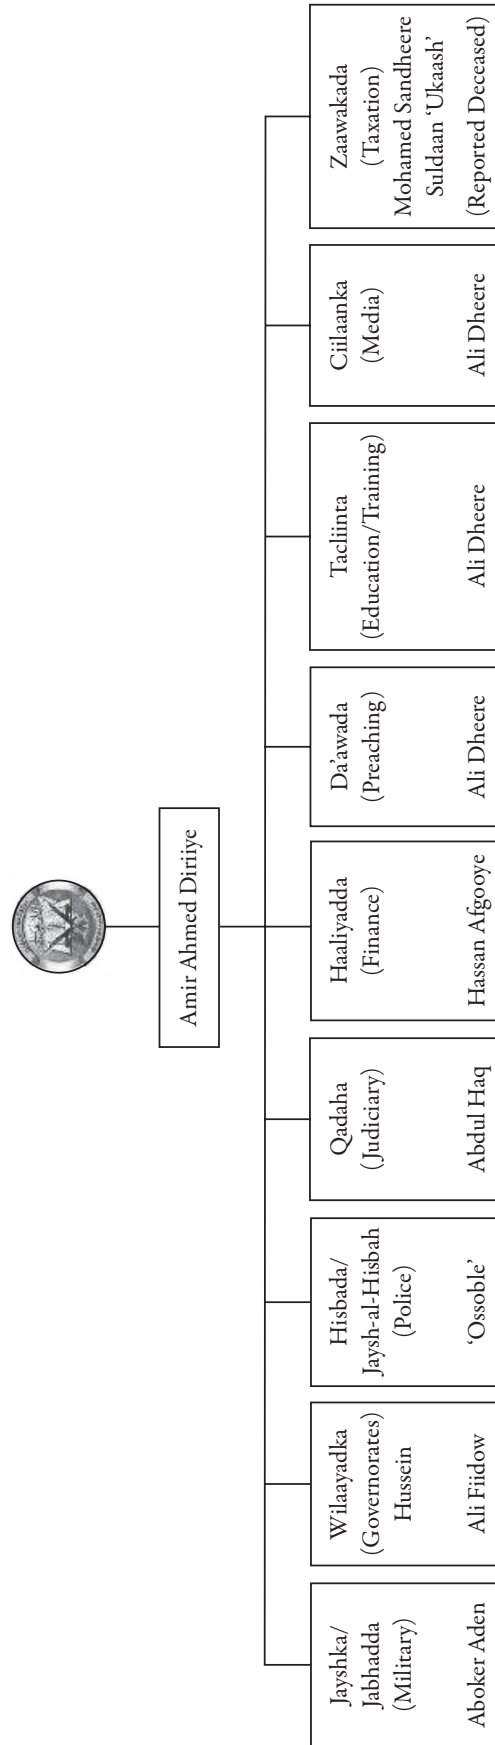 Amir Ahmed Diriiye
Jayshka/
Jabhadda
(Military)
Aboker Aden
Wilaayadka
(Governorates)
Hussein
Ali Fiidow
Hisbada/
Jaysh-al-Hisbah
(Police)
‘Ossoble’
Qadaha
(Judiciary)
Abdul Haq
Haaliyadda
(Finance)
Hassan Afgooye
Da’awada
(Preaching)
Ali Dheere
Tacliinta
(Education/Training)
Ali Dheere
Ciilaanka
(Media)
Ali Dheere
Zaawakada
(Taxation)
Mohamed Sandheere
Suldaan ‘Ukaash’
(Reported Deceased)